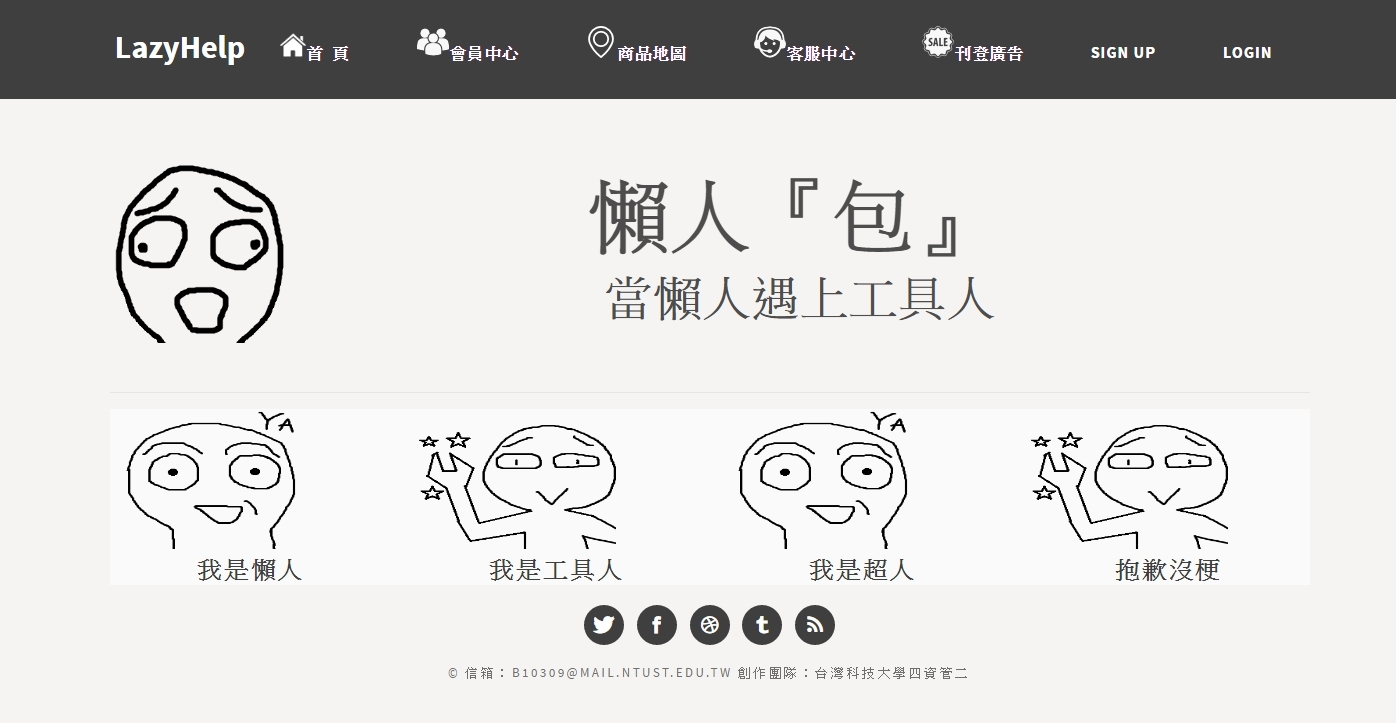 LazyHelp 首 頁 會員中心 商品地圖 客服中心 SALE 刊登廣告 SIGN UP LOGIN
懶人『包』
當懶人遇上工具人
YA YA
我是懶人 我是工具人 我是超人 抱歉沒梗
© 信箱：B10309@MAIL.NTUST.EDU.TW 創作團隊：台灣科技大學四資管二